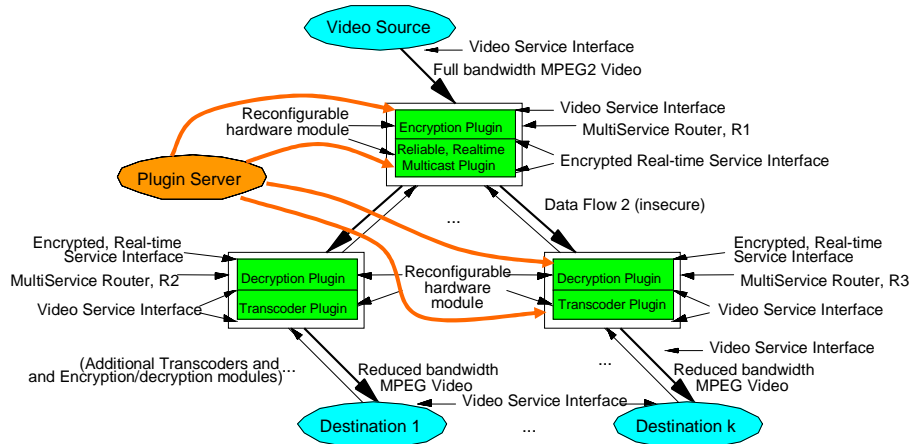 Video Source
Video Service Interface
Full bandwidth MPEG2 Video
Reconfigurable
hardware module
Encryption Plugin
Reliable, Realtime
Multicast Plugin
Video Service Interface
MultiService Router, R1
Encrypted Real-time Service Interface
Plugin Server
...
Data Flow 2 (insecure)
Encrypted, Real-time
Service Interface
MultiService Router, R2
Video Service Interface
Decryption Plugin
Transcoder Plugin
Reconfigurable
hardware module
Decryption Plugin
Transcoder Plugin
Encrypted, Real-time
Service Interface
MultiService Router, R3
Video Service Interface
(Additional Transcoders and
and Encryption/decryption modules)
...
Reduced bandwidth
MPEG Video
...
Video Service Interface
Reduced bandwidth
MPEG Video
Destination 1
Video Service Interface
...
Destination k